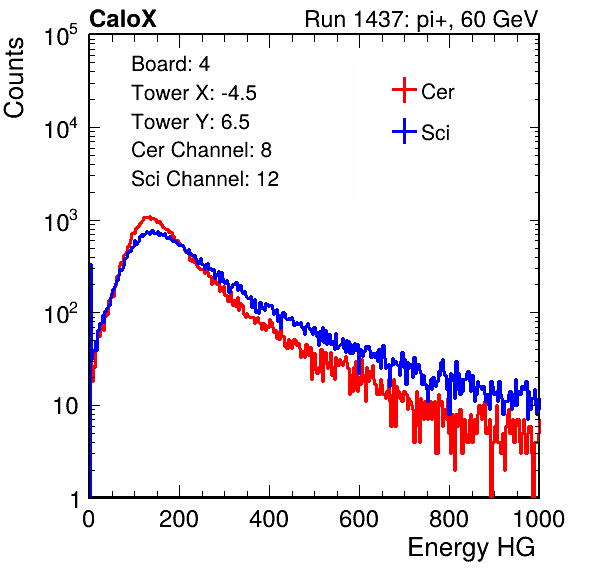 CaloX Run 1437: pi+, 60 GeV
Counts
Board: 4
Tower X: -4.5
Tower Y: 6.5
Cer Channel: 8
Sci Channel: 12
Cer
Sci
10^5
10^4
10^3
10^2
10
1
0 200 400 600 800 1000
Energy HG